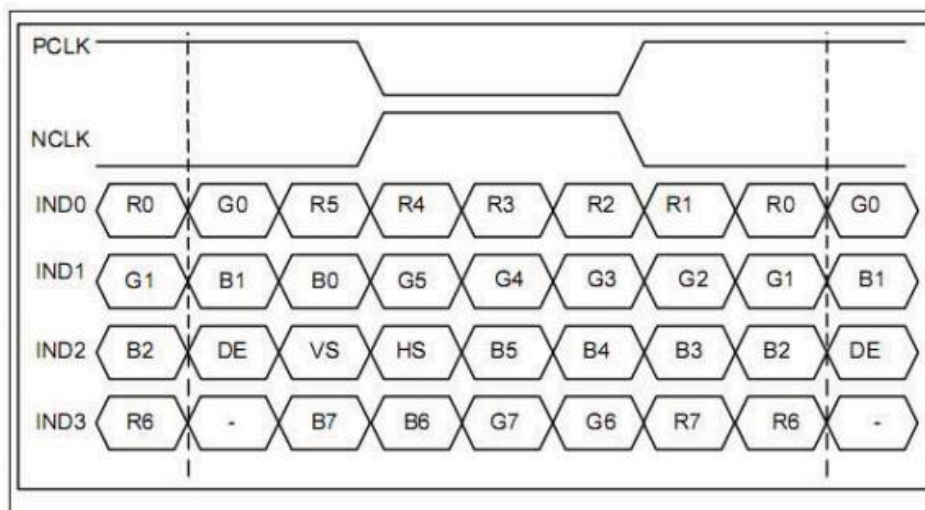 PCLK
NCLK
IND0 R0 G0 R5 R4 R3 R2 R1 R0 G0
IND1 G1 B1 B0 G5 G4 G3 G2 G1 B1
IND2 B2 DE VS HS B5 B4 B3 B2 DE
IND3 R6 - B7 B6 G7 G6 R7 R6 -